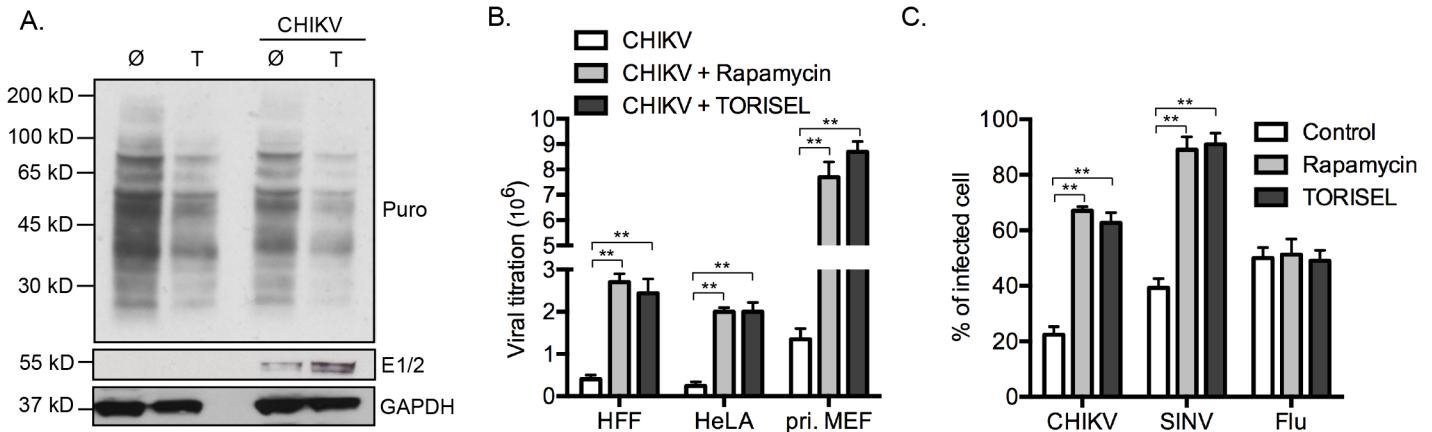 A.
CHIKV
Ø T Ø T
200 kD
100 kD
65 kD
45 kD
30 kD
Puro
55 kD
E1/2
37 kD
GAPDH
B.
CHIKV
CHIKV + Rapamycin
CHIKV + TORISEL
Viral titration (10⁶)
10
9
8
7
6
5
3
2
1
0
** ** ** ** ** **
HFF HeLA pri. MEF
C.
% of infected cell
100
80
60
40
20
0
** ** ** **
Control
Rapamycin
TORISEL
CHIKV SINV Flu